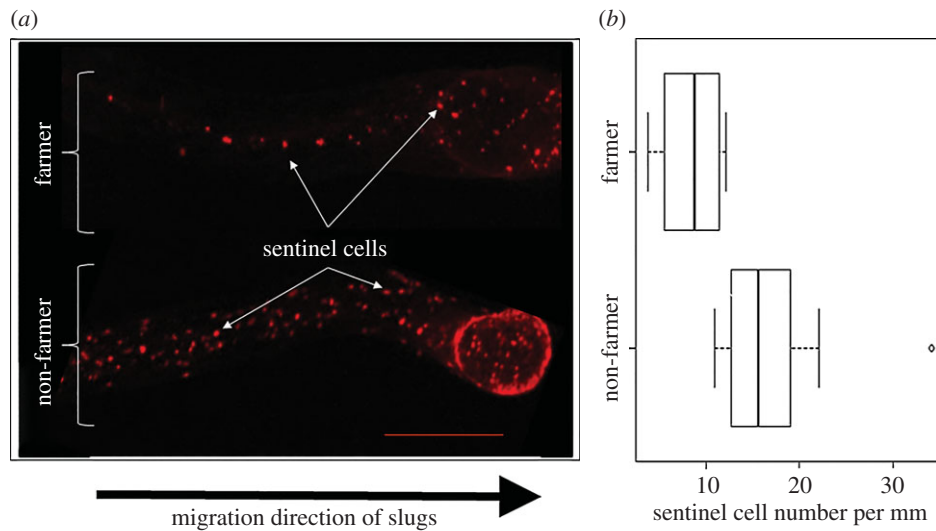 (a)
farmer
sentinel cells
non-farmer
migration direction of slugs
(b)
farmer
non-farmer
10 20 30
sentinel cell number per mm